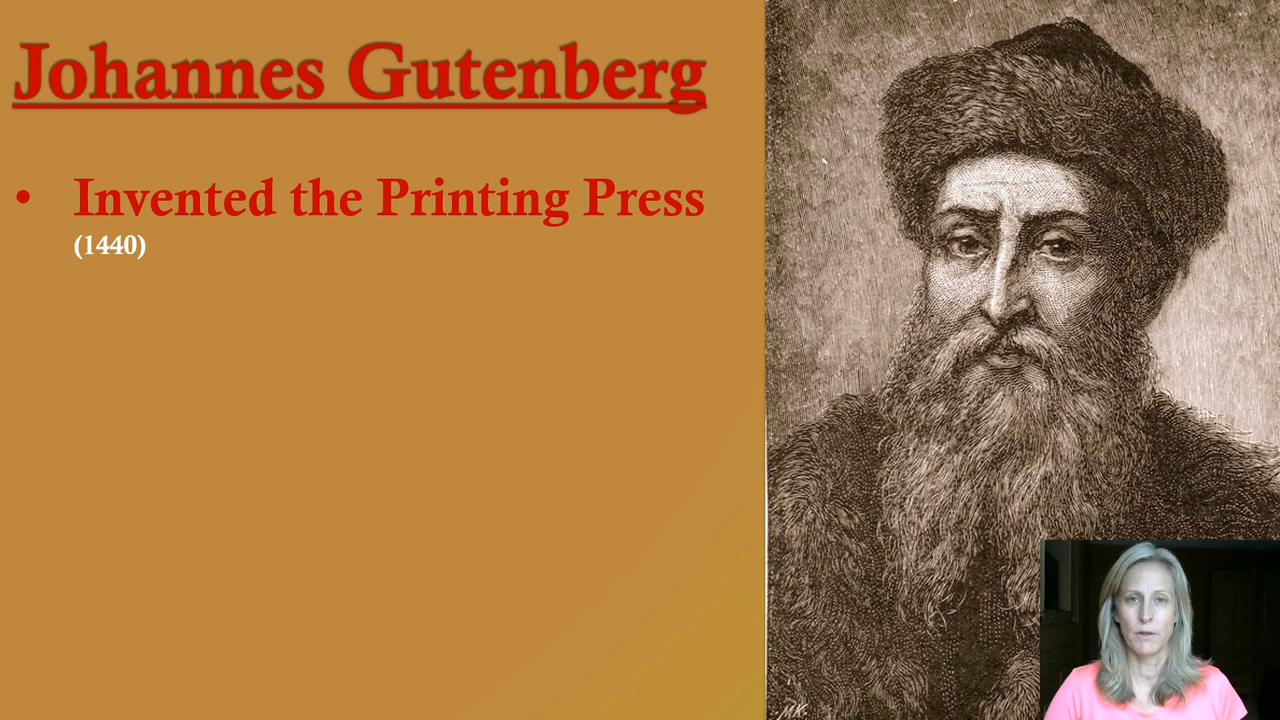 Johannes Gutenberg
• Invented the Printing Press
(1440)
M.K.